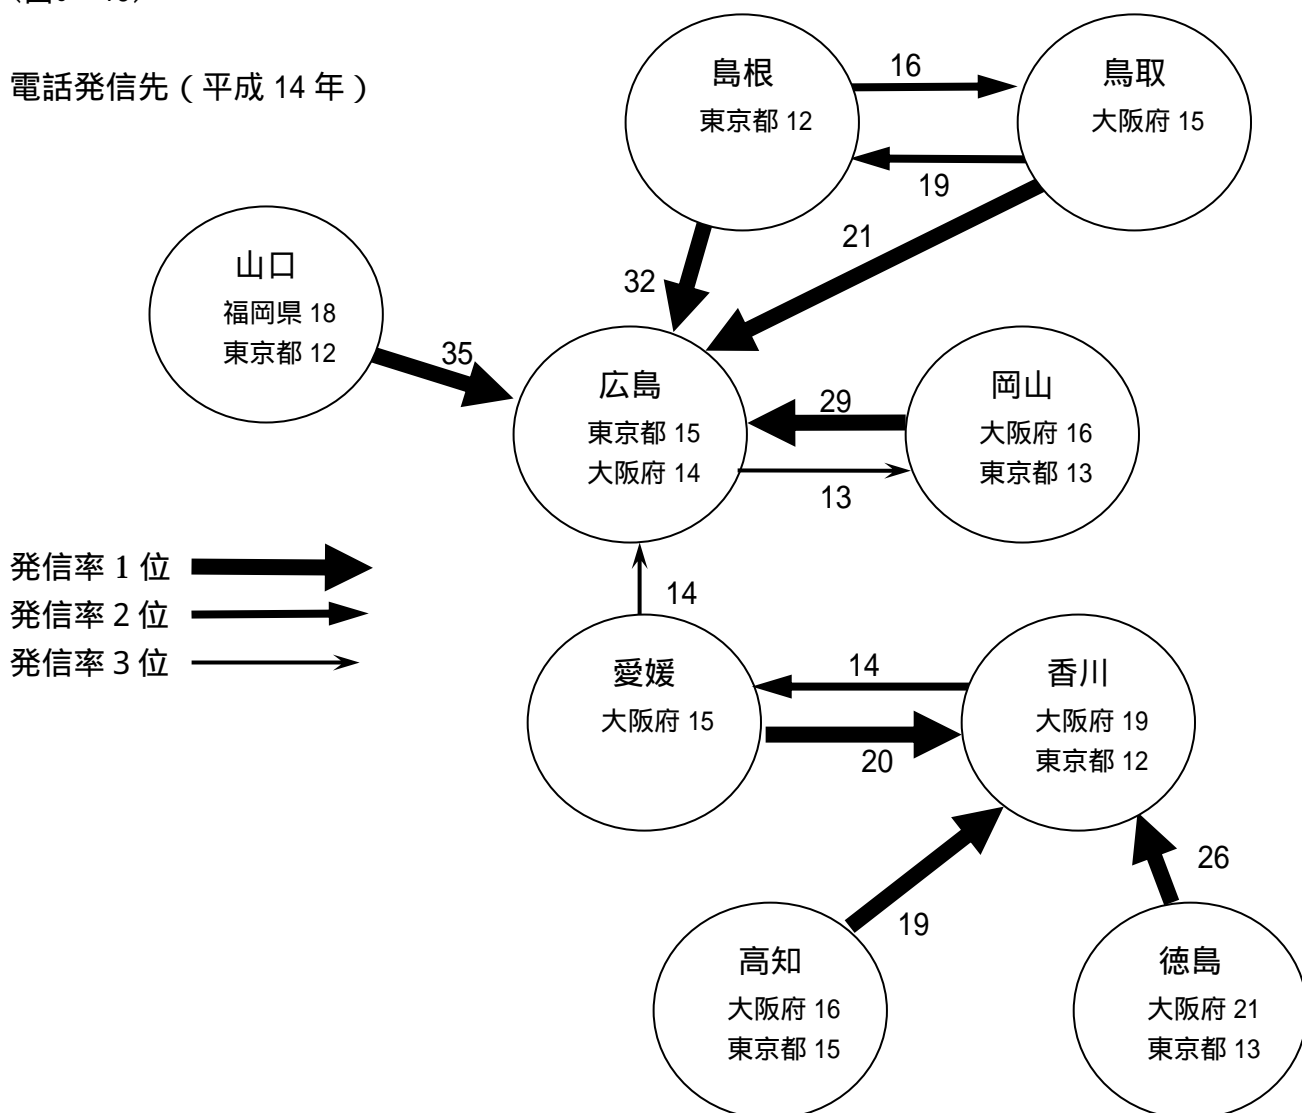 電話発信先（平成 14 年）
島根
東京都 12
16
鳥取
大阪府 15
19
21
32
山口
福岡県 18
東京都 12
35
広島
東京都 15
大阪府 14
29
13
岡山
大阪府 16
東京都 13
発信率 1 位
発信率 2 位
発信率 3 位
14
愛媛
大阪府 15
14
20
香川
大阪府 19
東京都 12
19
26
高知
大阪府 16
東京都 15
徳島
大阪府 21
東京都 13